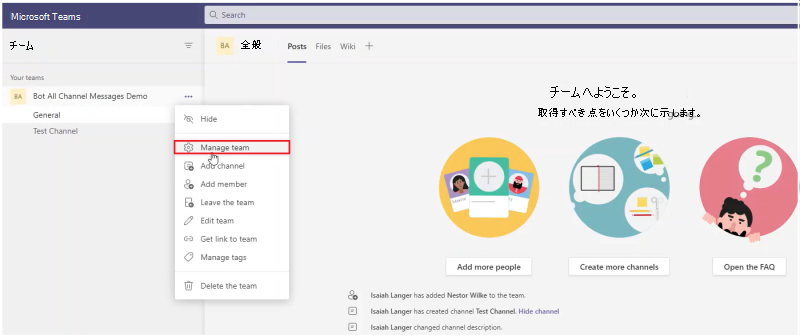 Microsoft Teams
Search
チーム
BA 全般 Posts Files Wiki
Your teams
BA Bot All Channel Messages Demo
General
Test Channel
Hide
Manage team
Add channel
Add member
Leave the team
Edit team
Get link to team
Manage tags
Delete the team
チームへようこそ。
取得すべき点をいくつか次に示します。
Add more people
Create more channels
Open the FAQ
Isaiah Langer has added Nestor Wilke to the team.
Isaiah Langer has created channel Test Channel. Hide channel
Isaiah Langer changed channel description.